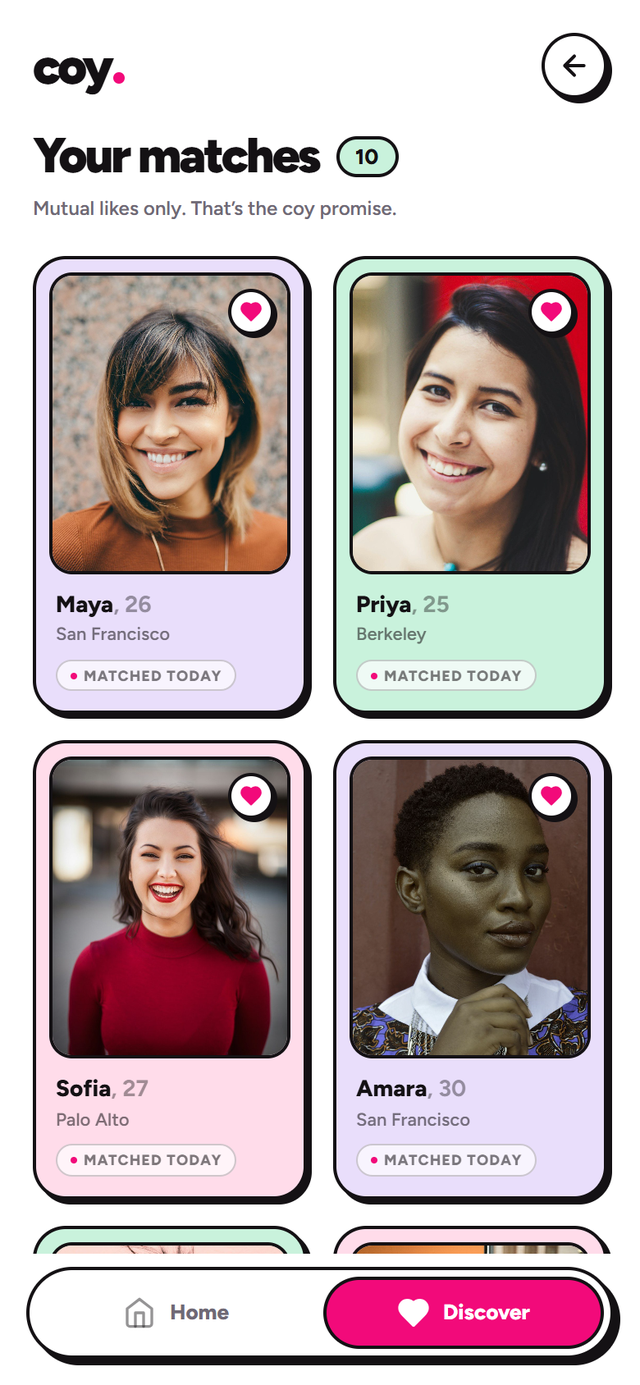 coy.
Your matches 10
Mutual likes only. That’s the coy promise.
Maya, 26
San Francisco
MATCHED TODAY
Priya, 25
Berkeley
MATCHED TODAY
Sofia, 27
Palo Alto
MATCHED TODAY
Amara, 30
San Francisco
MATCHED TODAY
Home
Discover